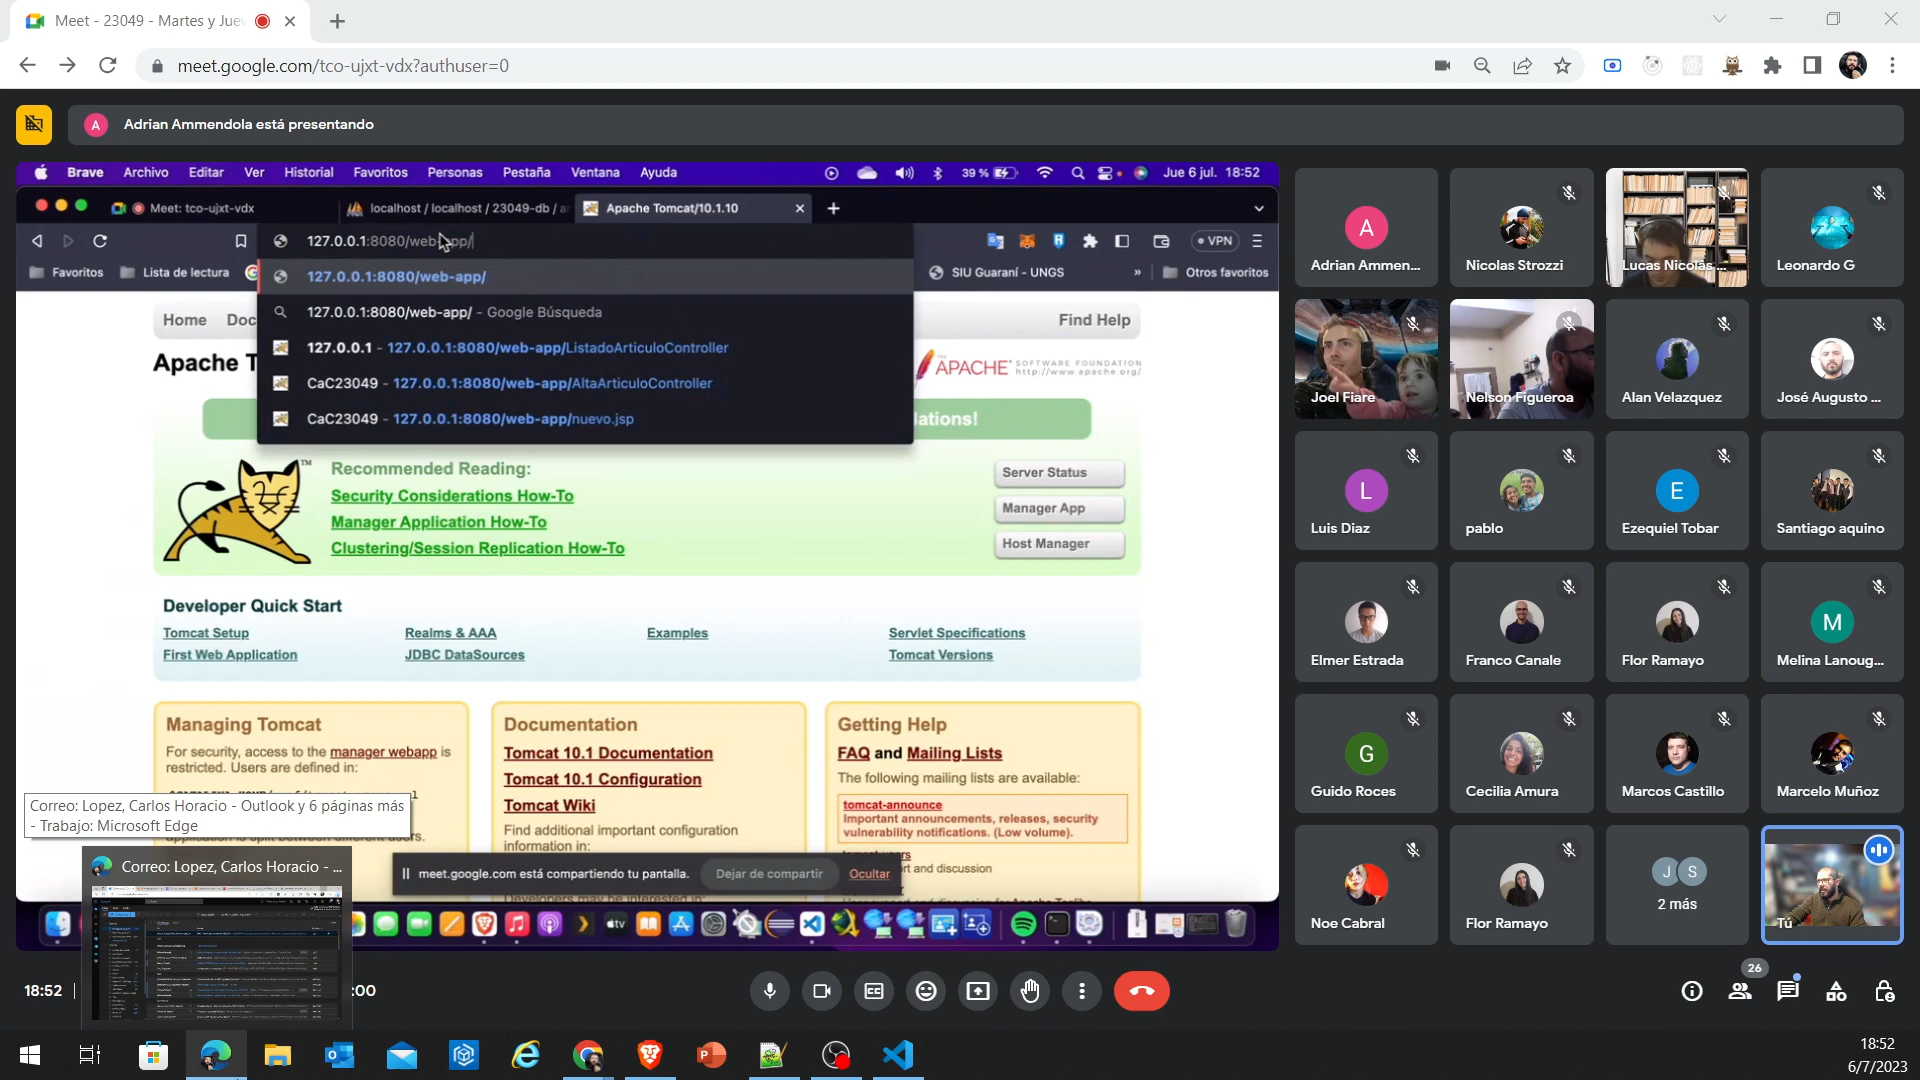 Meet - 23049 - Martes y Jue
meet.google.com/tco-ujxt-vdx?authuser=0
A
Adrian Ammendola está presentando
Brave Archivo Editar Ver Historial Favoritos Personas Pestaña Ventana Ayuda
39 %
Jue 6 jul. 18:52
Meet: tco-ujxt-vdx
localhost / localhost / 23049-db / ar
Apache Tomcat/10.1.10
127.0.0.1:8080/web-app/
VPN
Favoritos
Lista de lectura
SIU Guaraní - UNGS
»
Otros favoritos
127.0.0.1:8080/web-app/
127.0.0.1:8080/web-app/ - Google Búsqueda
127.0.0.1 - 127.0.0.1:8080/web-app/ListadoArticuloController
CaC23049 - 127.0.0.1:8080/web-app/AltaArticuloController
CaC23049 - 127.0.0.1:8080/web-app/nuevo.jsp
Home Doc
Find Help
Apache T
APACHE
SOFTWARE FOUNDATION
http://www.apache.org/
lations!
TM
Recommended Reading:
Security Considerations How-To
Manager Application How-To
Clustering/Session Replication How-To
Server Status
Manager App
Host Manager
Developer Quick Start
Tomcat Setup
First Web Application
Realms & AAA
JDBC DataSources
Examples
Servlet Specifications
Tomcat Versions
Managing Tomcat
For security, access to the manager webapp is
restricted. Users are defined in:
Documentation
Tomcat 10.1 Documentation
Tomcat 10.1 Configuration
Tomcat Wiki
Find additional important configuration
information in:
Developers may be interested in:
Getting Help
FAQ and Mailing Lists
The following mailing lists are available:
tomcat-announce
Important announcements, releases, security
vulnerability notifications. (Low volume).
rt and discussion
Correo: Lopez, Carlos Horacio - Outlook y 6 páginas más
- Trabajo: Microsoft Edge
Correo: Lopez, Carlos Horacio - ...
meet.google.com está compartiendo tu pantalla.
Dejar de compartir
Ocultar
tv
A
Adrian Ammen...
Nicolas Strozzi
Lucas Nicolás ...
Leonardo G
Joel Fiare
Nelson Figueroa
Alan Velazquez
José Augusto ...
L
Luis Diaz
pablo
E
Ezequiel Tobar
Santiago aquino
Elmer Estrada
Franco Canale
Flor Ramayo
M
Melina Lanoug...
G
Guido Roces
Cecilia Amura
Marcos Castillo
Marcelo Muñoz
Noe Cabral
Flor Ramayo
J S
2 más
Tú
18:52
:00
26
18:52
6/7/2023